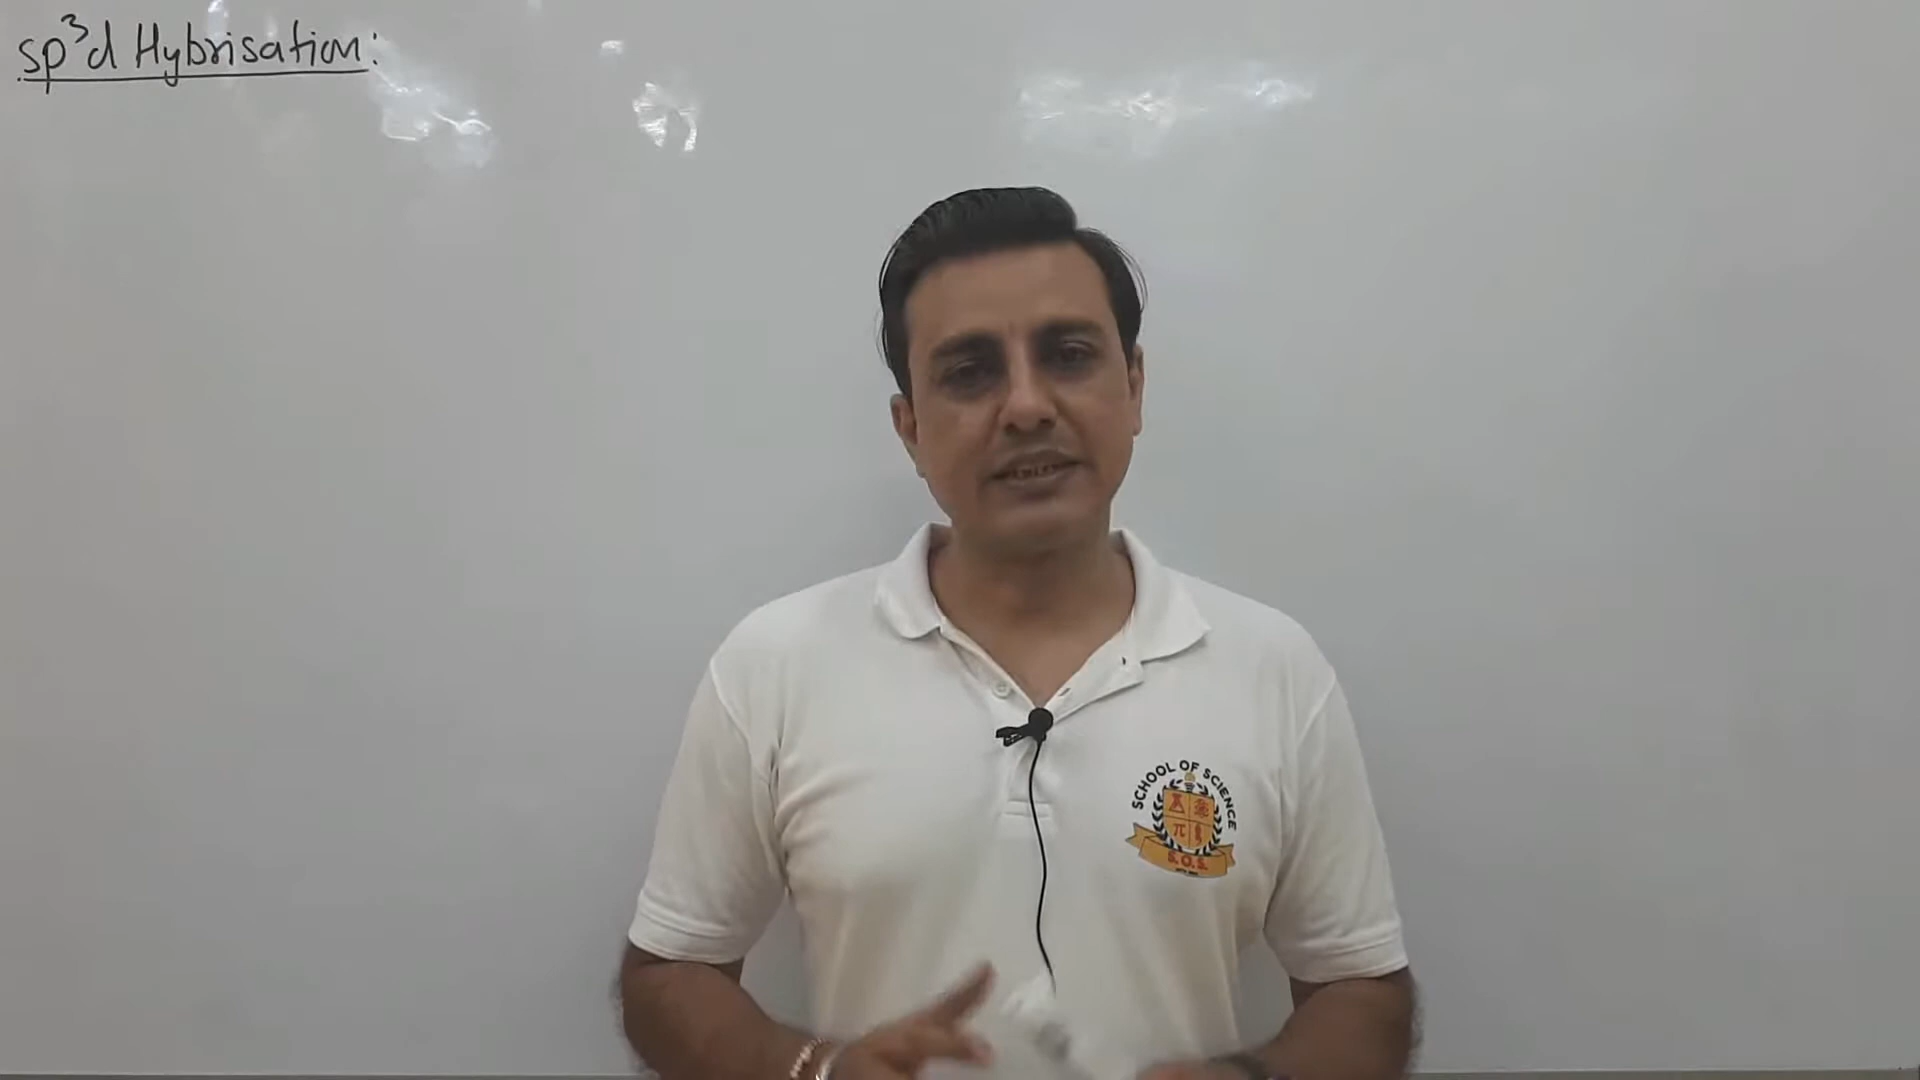 sp³d Hybrisation:
SCHOOL OF SCIENCE
π
S.O.S.